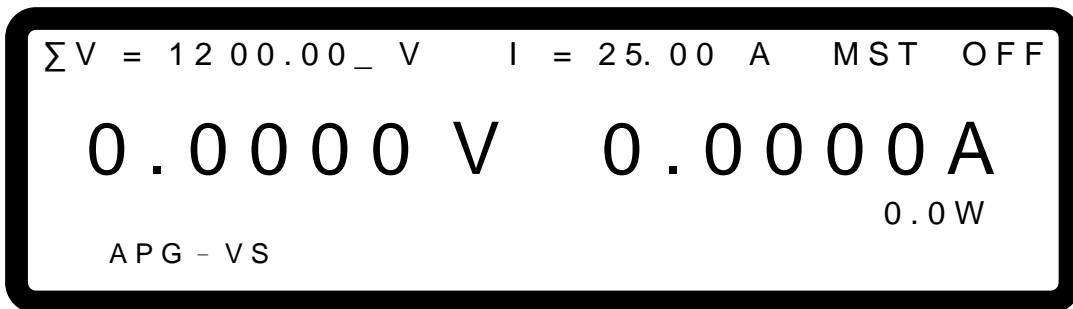 ∑V = 1200.00_ V I = 25.00 A MST OFF
0.0000 V 0.0000A
0.0W
APG-VS